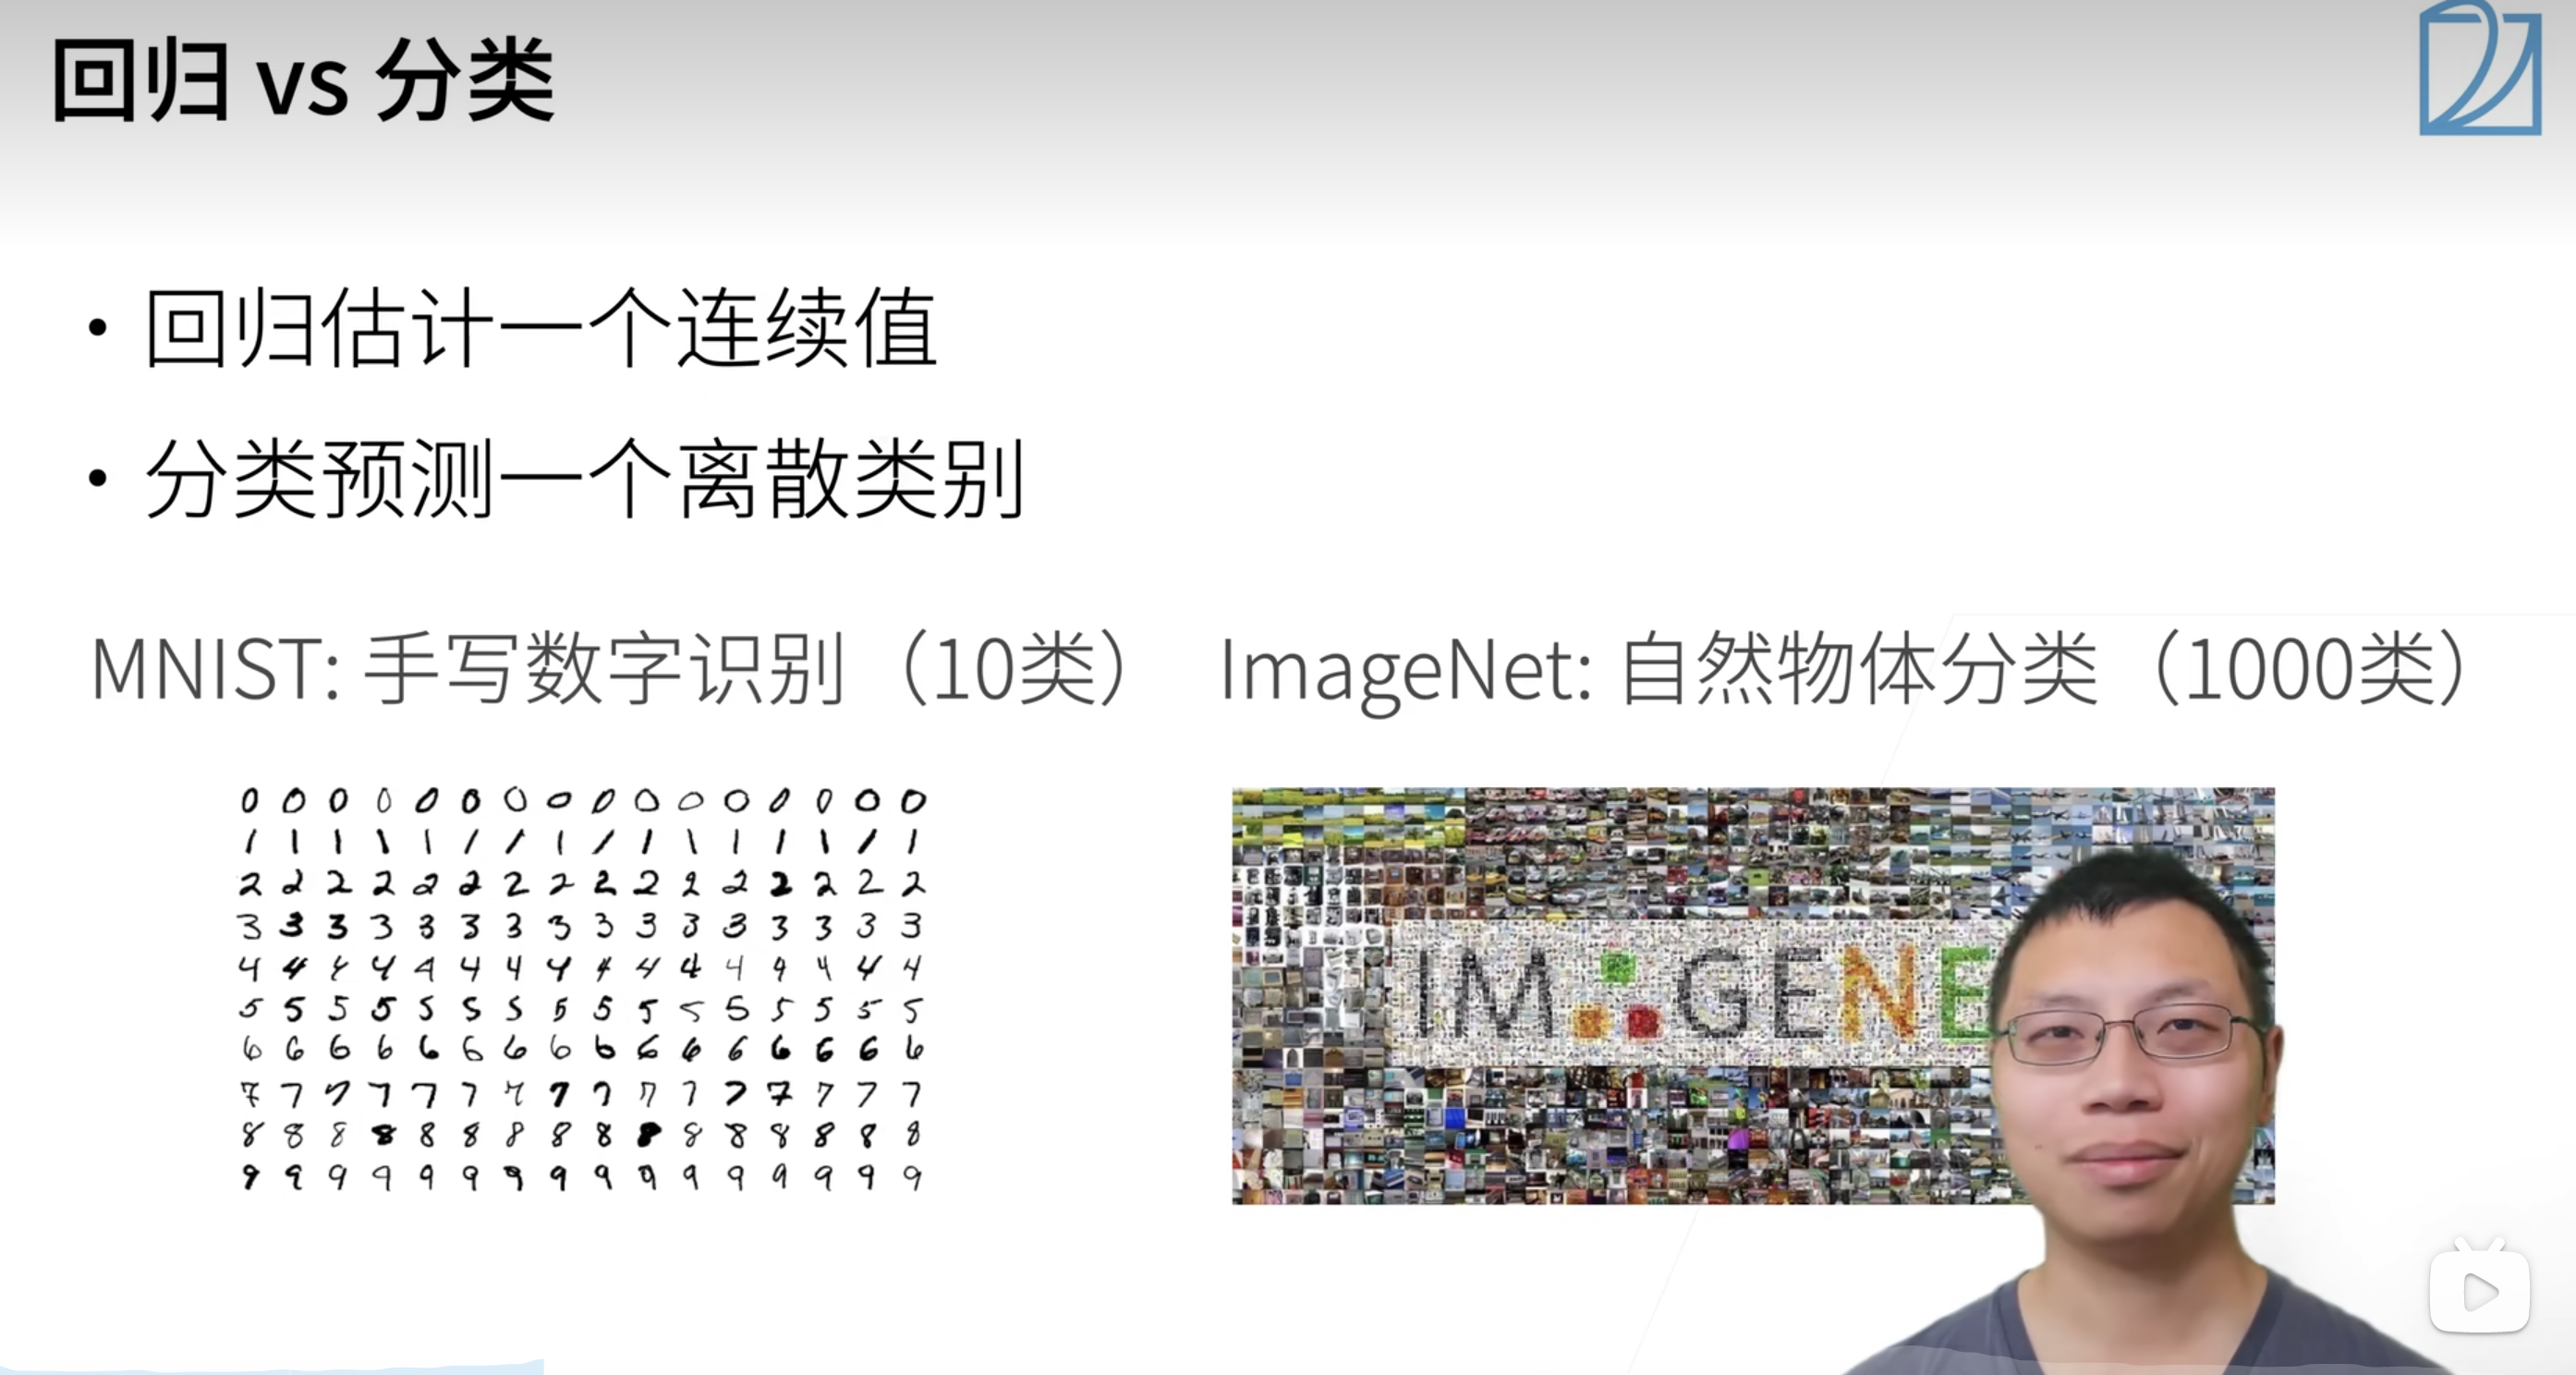 回归 vs 分类
• 回归估计一个连续值
• 分类预测一个离散类别
MNIST: 手写数字识别（10类）
ImageNet: 自然物体分类（1000类）
0 0 0 0 0 0 0 0 0 0 0 0 0 0 0 0
1 1 1 1 1 1 1 1 1 1 1 1 1 1 1 1
2 2 2 2 2 2 2 2 2 2 2 2 2 2 2 2
3 3 3 3 3 3 3 3 3 3 3 3 3 3 3 3
4 4 4 4 4 4 4 4 4 4 4 4 4 4 4 4
5 5 5 5 5 5 5 5 5 5 5 5 5 5 5 5
6 6 6 6 6 6 6 6 6 6 6 6 6 6 6 6
7 7 7 7 7 7 7 7 7 7 7 7 7 7 7 7
8 8 8 8 8 8 8 8 8 8 8 8 8 8 8 8
9 9 9 9 9 9 9 9 9 9 9 9 9 9 9 9
IM GENE